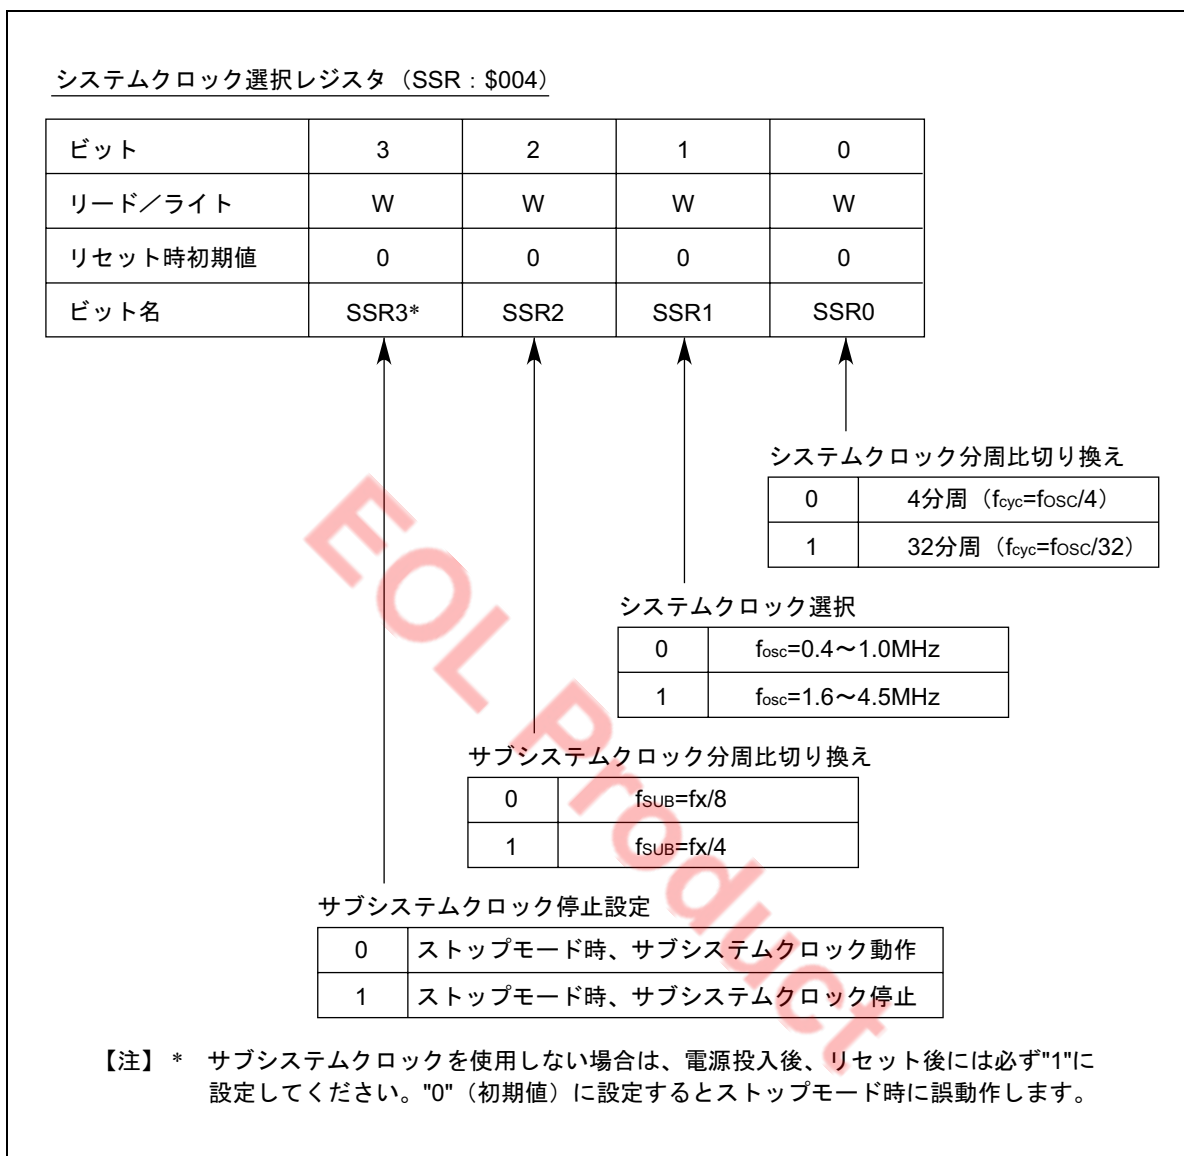 システムクロック選択レジスタ（SSR：$004）
ビット 3 2 1 0
リード／ライト W W W W
リセット時初期値 0 0 0 0
ビット名 SSR3* SSR2 SSR1 SSR0
システムクロック分周比切り換え
0 4分周（fcyc=fOSC/4）
1 32分周（fcyc=fOSC/32）
システムクロック選択
0 fosc=0.4～1.0MHz
1 fosc=1.6～4.5MHz
サブシステムクロック分周比切り換え
0 fSUB=fx/8
1 fSUB=fx/4
サブシステムクロック停止設定
0 ストップモード時、サブシステムクロック動作
1 ストップモード時、サブシステムクロック停止
【注】 * サブシステムクロックを使用しない場合は、電源投入後、リセット後には必ず"1"に
設定してください。"0"（初期値）に設定するとストップモード時に誤動作します。
EOL Product